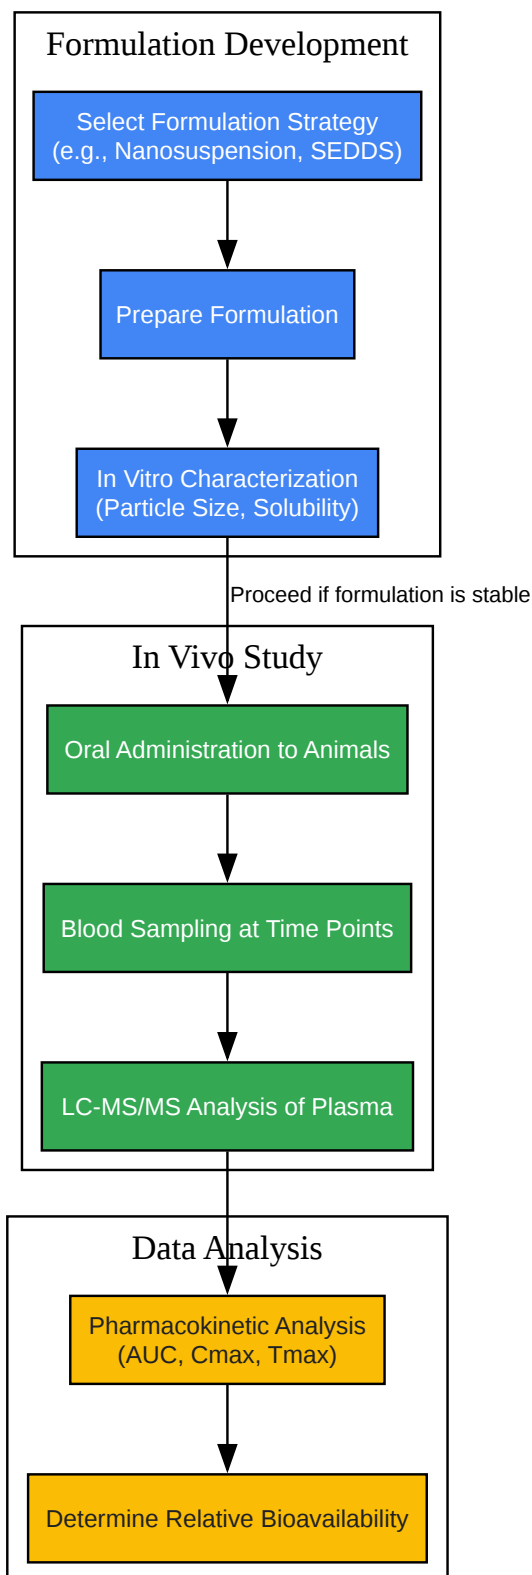 Formulation Development
Select Formulation Strategy
(e.g., Nanosuspension, SEDDS)
Prepare Formulation
In Vitro Characterization
(Particle Size, Solubility)
Proceed if formulation is stable
In Vivo Study
Oral Administration to Animals
Blood Sampling at Time Points
LC-MS/MS Analysis of Plasma
Data Analysis
Pharmacokinetic Analysis
(AUC, Cmax, Tmax)
Determine Relative Bioavailability